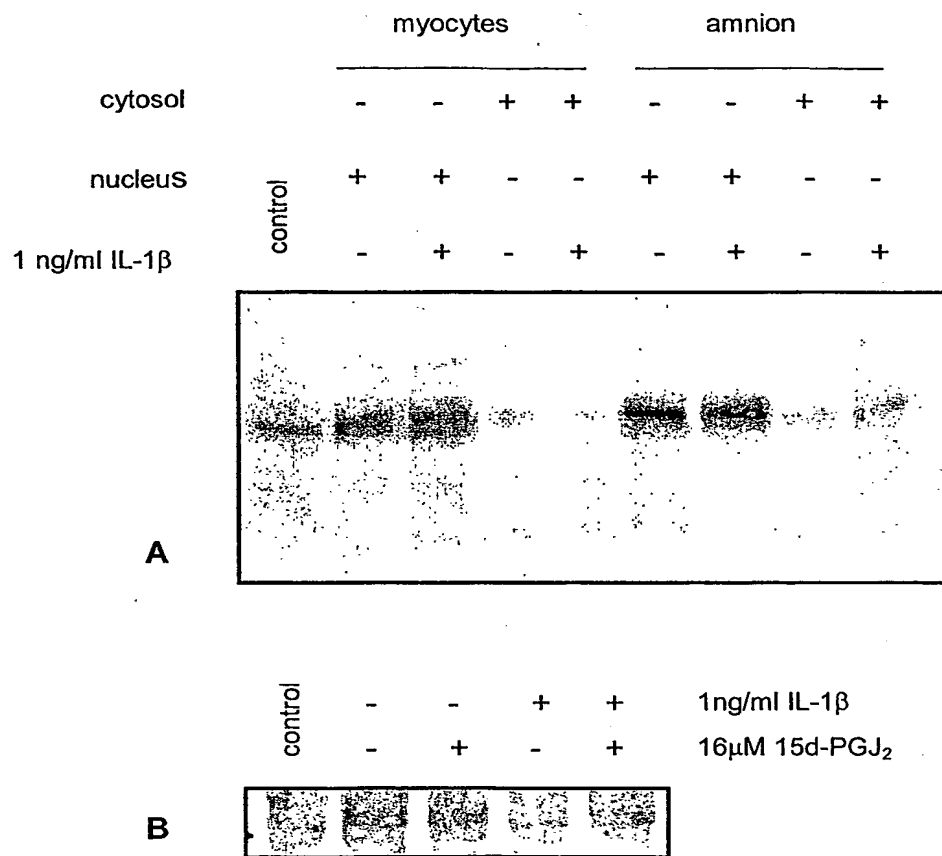 myocytes amnion
cytosol - - + + - - + +
nucleus + + - - + + - -
control
1 ng/ml IL-1β - + - + - + - +
A
control
- - + + 1ng/ml IL-1β
- + - + 16μM 15d-PGJ₂
B